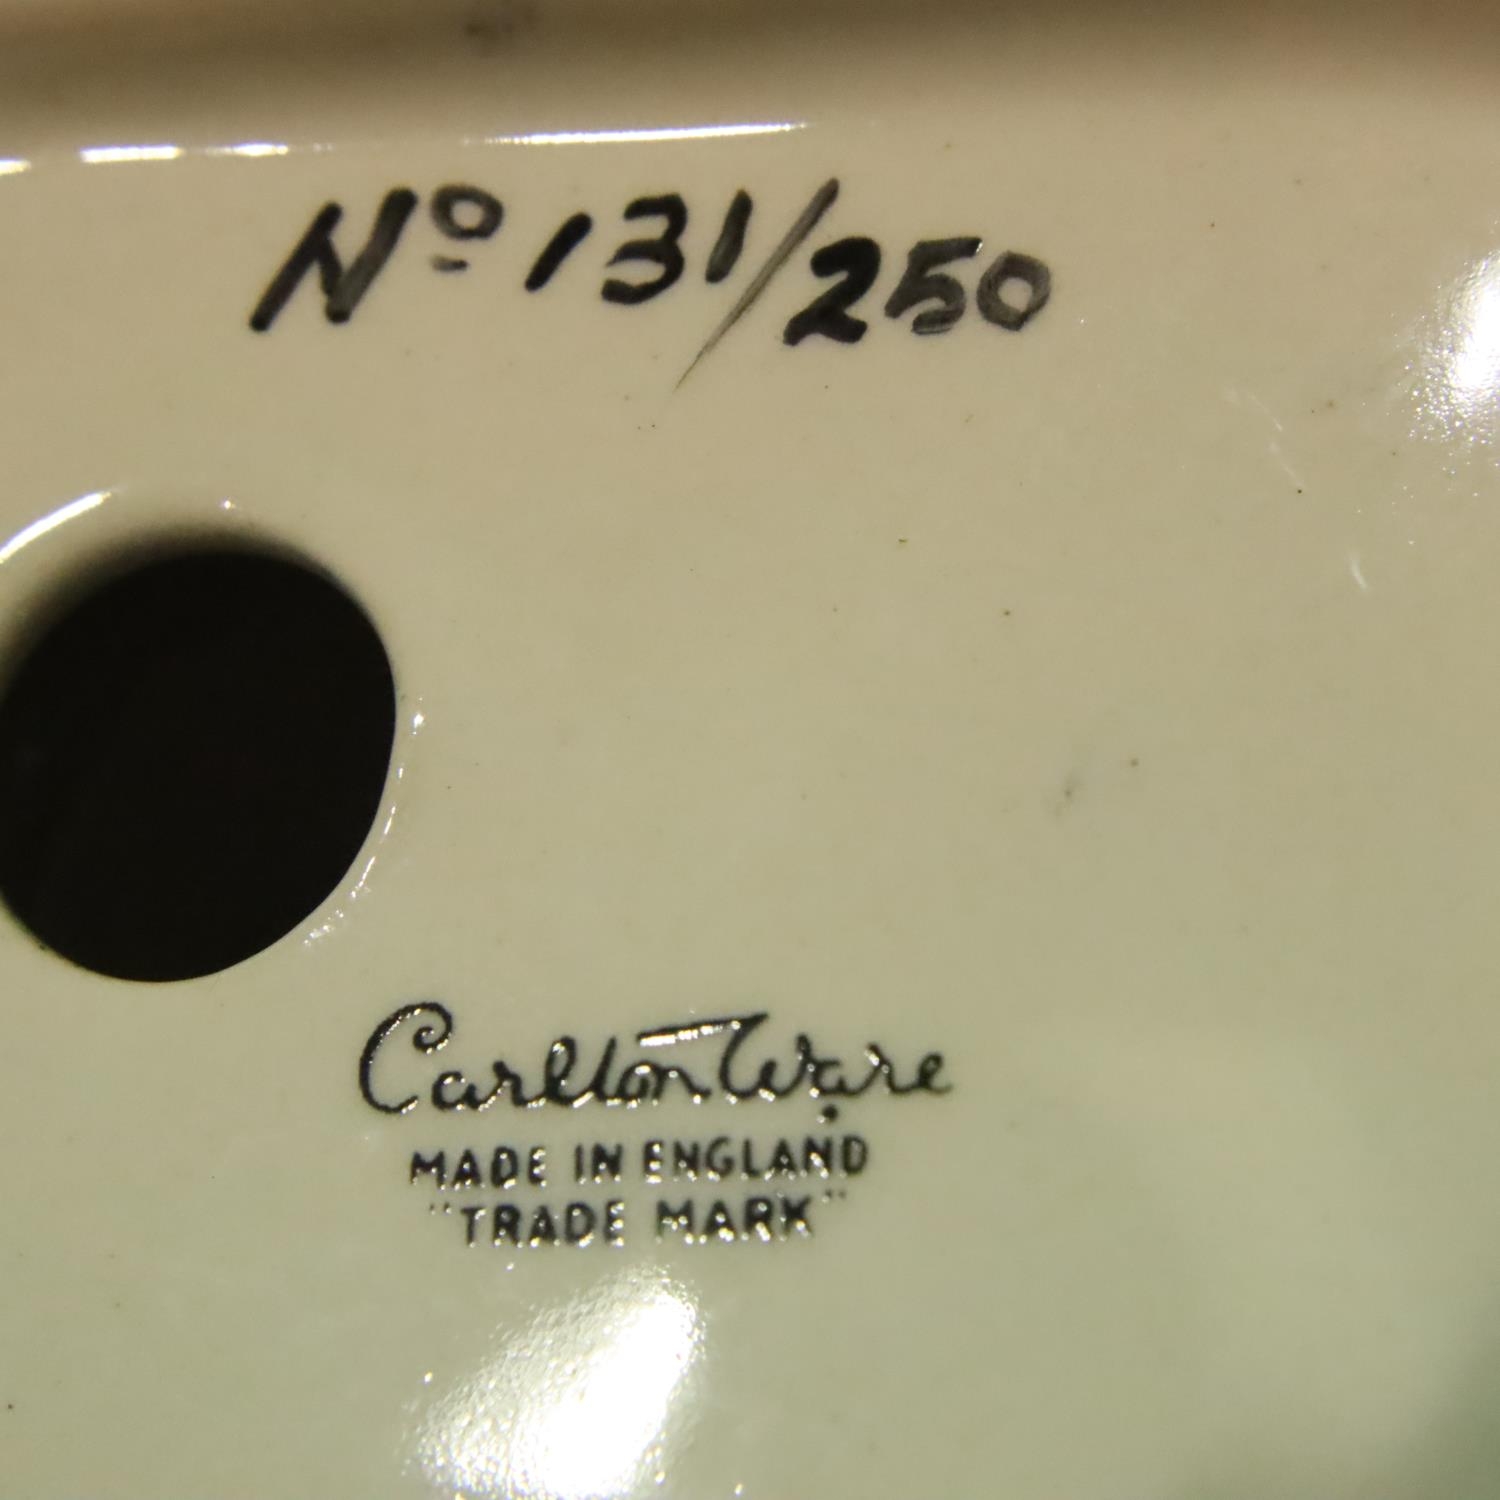 Nº 131/250
Carlton Ware
MADE IN ENGLAND
"TRADE MARK"